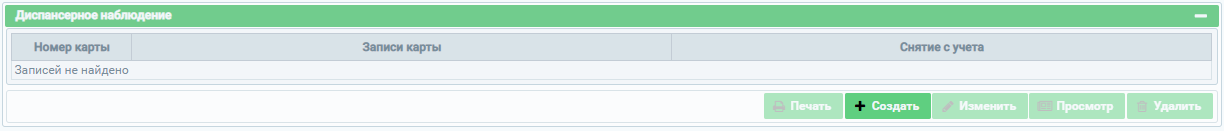 Диспансерное наблюдение
Номер карты Записи карты Снятие с учета
Записей не найдено
Печать Создать Изменить Просмотр Удалить